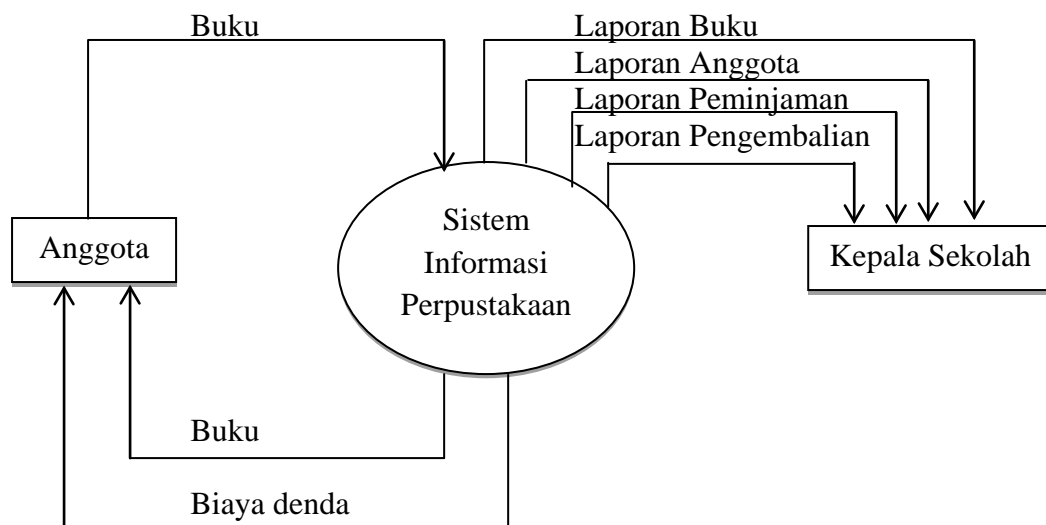 Buku
Laporan Buku
Laporan Anggota
Laporan Peminjaman
Laporan Pengembalian
Anggota
Sistem
Informasi
Perpustakaan
Kepala Sekolah
Buku
Biaya denda